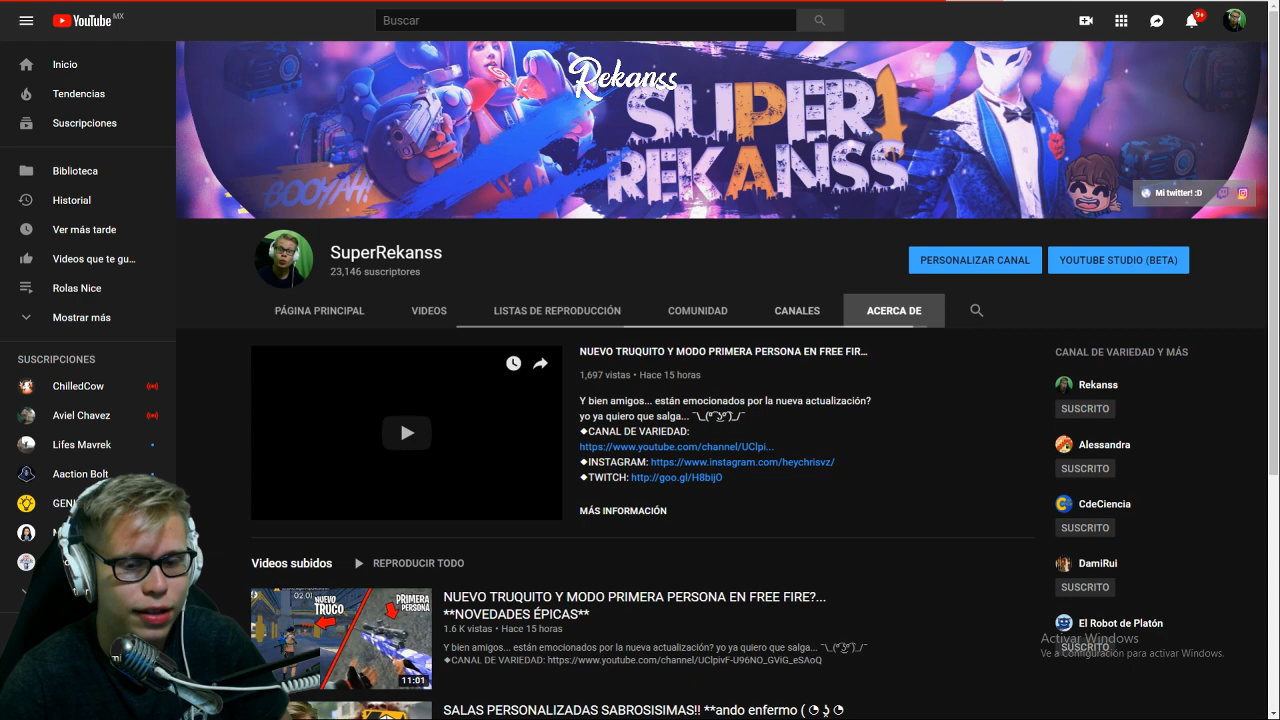 YouTube MX
Buscar
9+
Inicio
Tendencias
Suscripciones
Biblioteca
Historial
Ver más tarde
Videos que te gu...
Rolas Nice
Mostrar más
SUSCRIPCIONES
ChilledCow
Aviel Chavez
Lifes Mavrek
Aaction Bolt
GENI
Rekanss
SUPER
REKANSS
BOOYAH!
Mi twitter! :D
SuperRekanss
23,146 suscriptores
PERSONALIZAR CANAL
YOUTUBE STUDIO (BETA)
PÁGINA PRINCIPAL
VIDEOS
LISTAS DE REPRODUCCIÓN
COMUNIDAD
CANALES
ACERCA DE
NUEVO TRUQUITO Y MODO PRIMERA PERSONA EN FREE FIR...
1,697 vistas • Hace 15 horas
Y bien amigos... están emocionados por la nueva actualización?
yo ya quiero que salga... ¯\_(ª ͜ʖª)_/¯
◆CANAL DE VARIEDAD:
https://www.youtube.com/channel/UClpi...
◆INSTAGRAM: https://www.instagram.com/heychrisvz/
◆TWITCH: http://goo.gl/H8bijO
MÁS INFORMACIÓN
Videos subidos
REPRODUCIR TODO
02:01 NUEVO
TRUCO
PRIMERA
PERSONA
11:01
NUEVO TRUQUITO Y MODO PRIMERA PERSONA EN FREE FIRE?...
**NOVEDADES ÉPICAS**
1.6 K vistas • Hace 15 horas
Y bien amigos... están emocionados por la nueva actualización? yo ya quiero que salga... ¯\_(ª ͜ʖª)_/¯
◆CANAL DE VARIEDAD: https://www.youtube.com/channel/UClpivF-U96NO_GViG_eSAoQ
SALAS PERSONALIZADAS SABROSISIMAS!! **ando enfermo ( ◔ ʖ̯ ◔
CANAL DE VARIEDAD Y MÁS
Rekanss
SUSCRITO
Alessandra
SUSCRITO
CdeCiencia
SUSCRITO
DamiRui
SUSCRITO
El Robot de Platón
SUSCRITO
Activar Windows
Ve a Configuración para activar Windows.